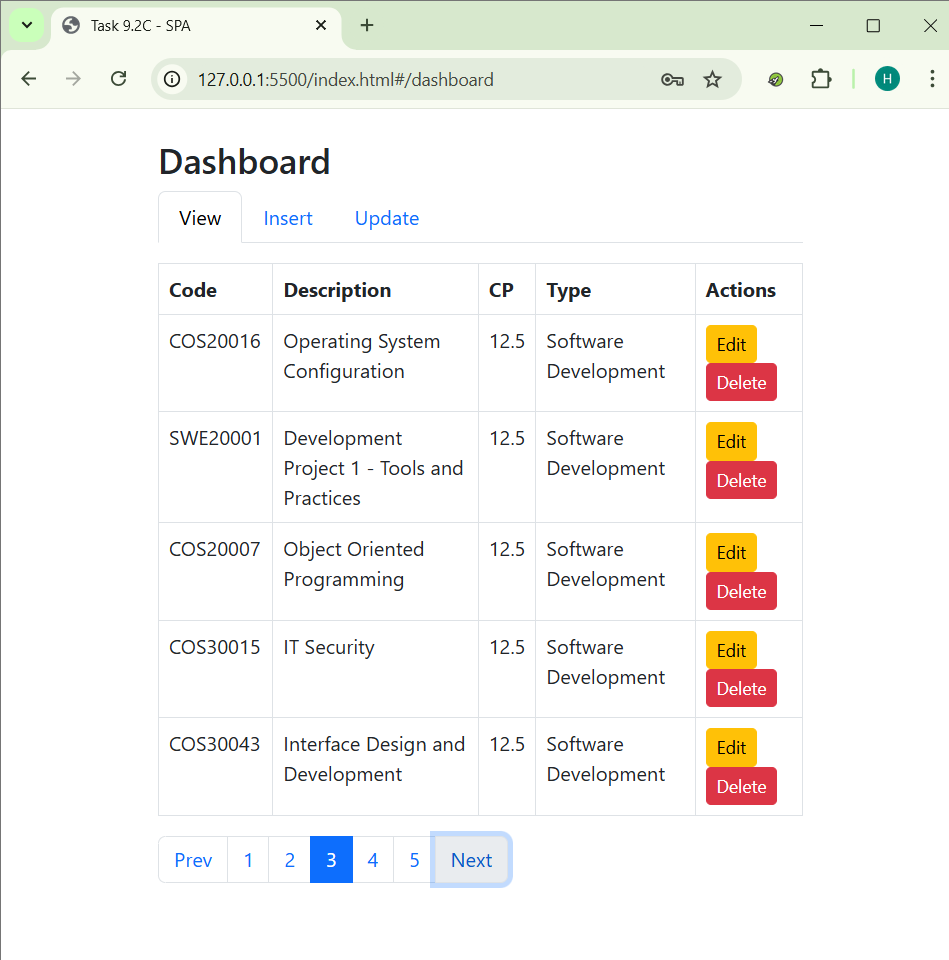 Task 9.2C - SPA
127.0.0.1:5500/index.html#/dashboard
H
Dashboard
View Insert Update
Code Description CP Type Actions
COS20016 Operating System 12.5 Software Edit
Configuration Development Delete
SWE20001 Development 12.5 Software Edit
Project 1 - Tools and Development Delete
Practices
COS20007 Object Oriented 12.5 Software Edit
Programming Development Delete
COS30015 IT Security 12.5 Software Edit
Development Delete
COS30043 Interface Design and 12.5 Software Edit
Development Development Delete
Prev 1 2 3 4 5 Next